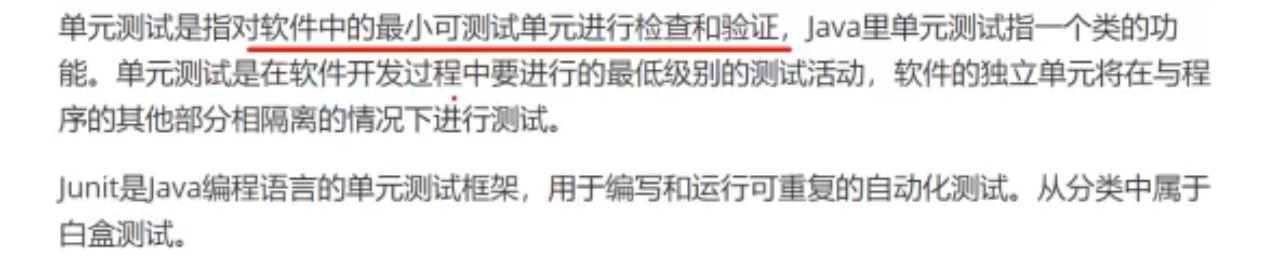 单元测试是指对软件中的最小可测试单元进行检查和验证，Java里单元测试指一个类的功
能。单元测试是在软件开发过程中要进行的最低级别的测试活动，软件的独立单元将在与程
序的其他部分相隔离的情况下进行测试。
Junit是Java编程语言的单元测试框架，用于编写和运行可重复的自动化测试。从分类中属于
白盒测试。